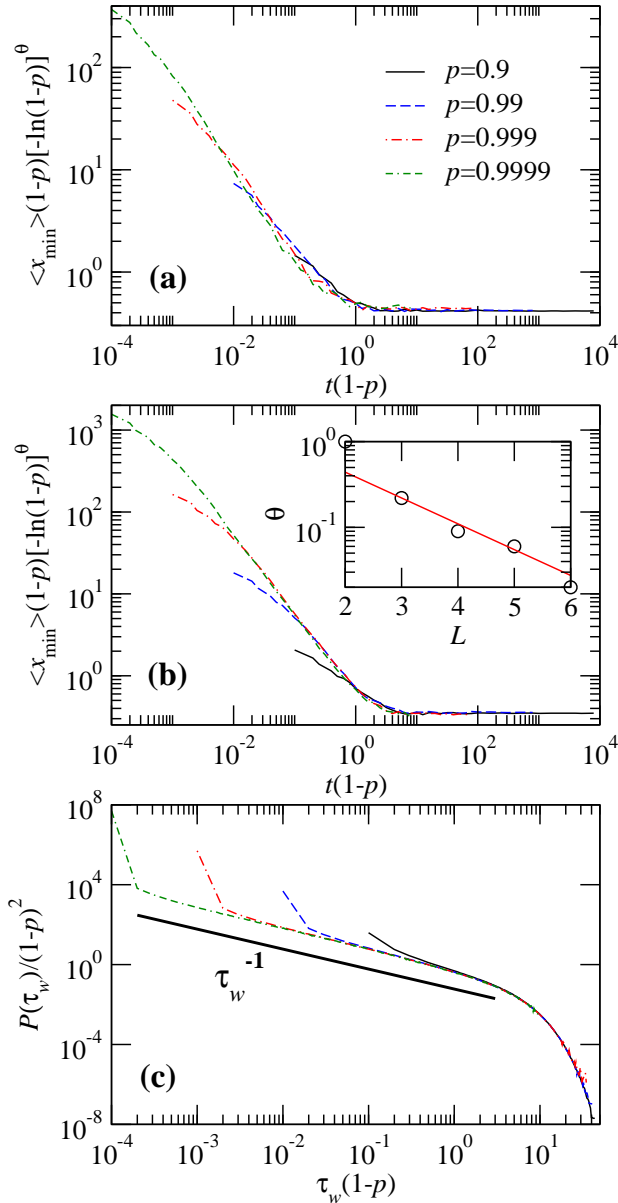 10^2
10^1
10^0
<x_min>(1-p)[-ln(1-p)]^θ
p=0.9
p=0.99
p=0.999
p=0.9999
(a)
10^-4 10^-2 10^0 10^2 10^4
t(1-p)
10^3
10^2
10^1
10^0
<x_min>(1-p)[-ln(1-p)]^θ
10^0
10^-1
θ
2 3 4 5 6
L
(b)
10^-4 10^-2 10^0 10^2 10^4
t(1-p)
10^8
10^4
10^0
10^-4
10^-8
P(τ_w)/(1-p)^2
τ_w^-1
(c)
10^-4 10^-3 10^-2 10^-1 10^0 10^1
τ_w(1-p)